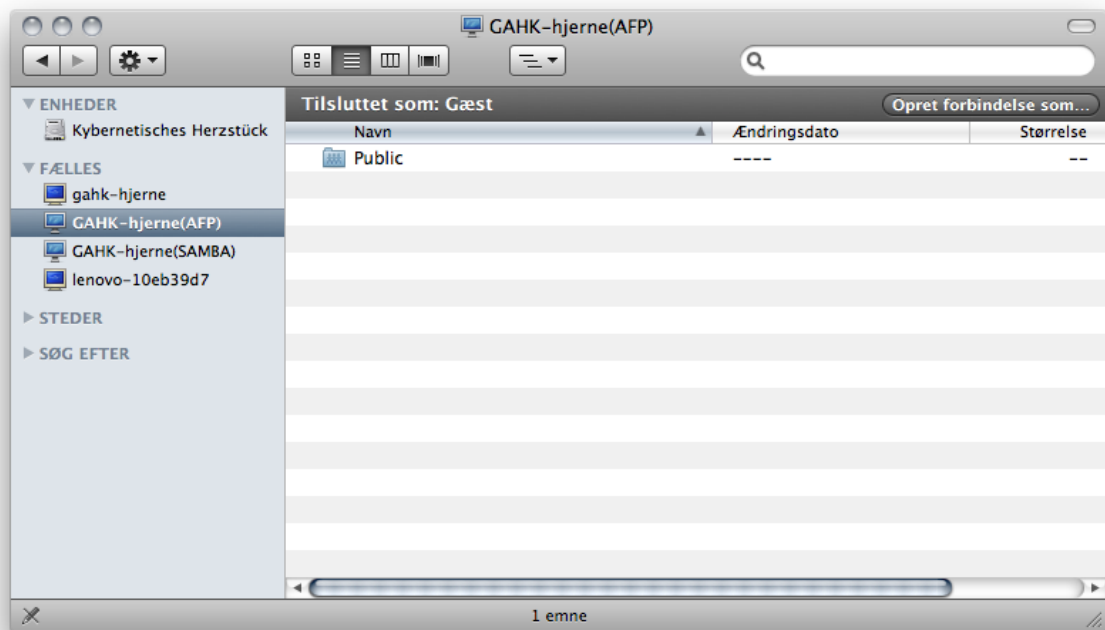 GAHK-hjerne(AFP)
ENHEDER
Kybernetisches Herzstück
FÆLLES
gahk-hjerne
GAHK-hjerne(AFP)
GAHK-hjerne(SAMBA)
lenovo-10eb39d7
STEDER
SØG EFTER
Tilsluttet som: Gæst Opret forbindelse som...
Navn Ændringsdato Størrelse
Public ---- --
1 emne